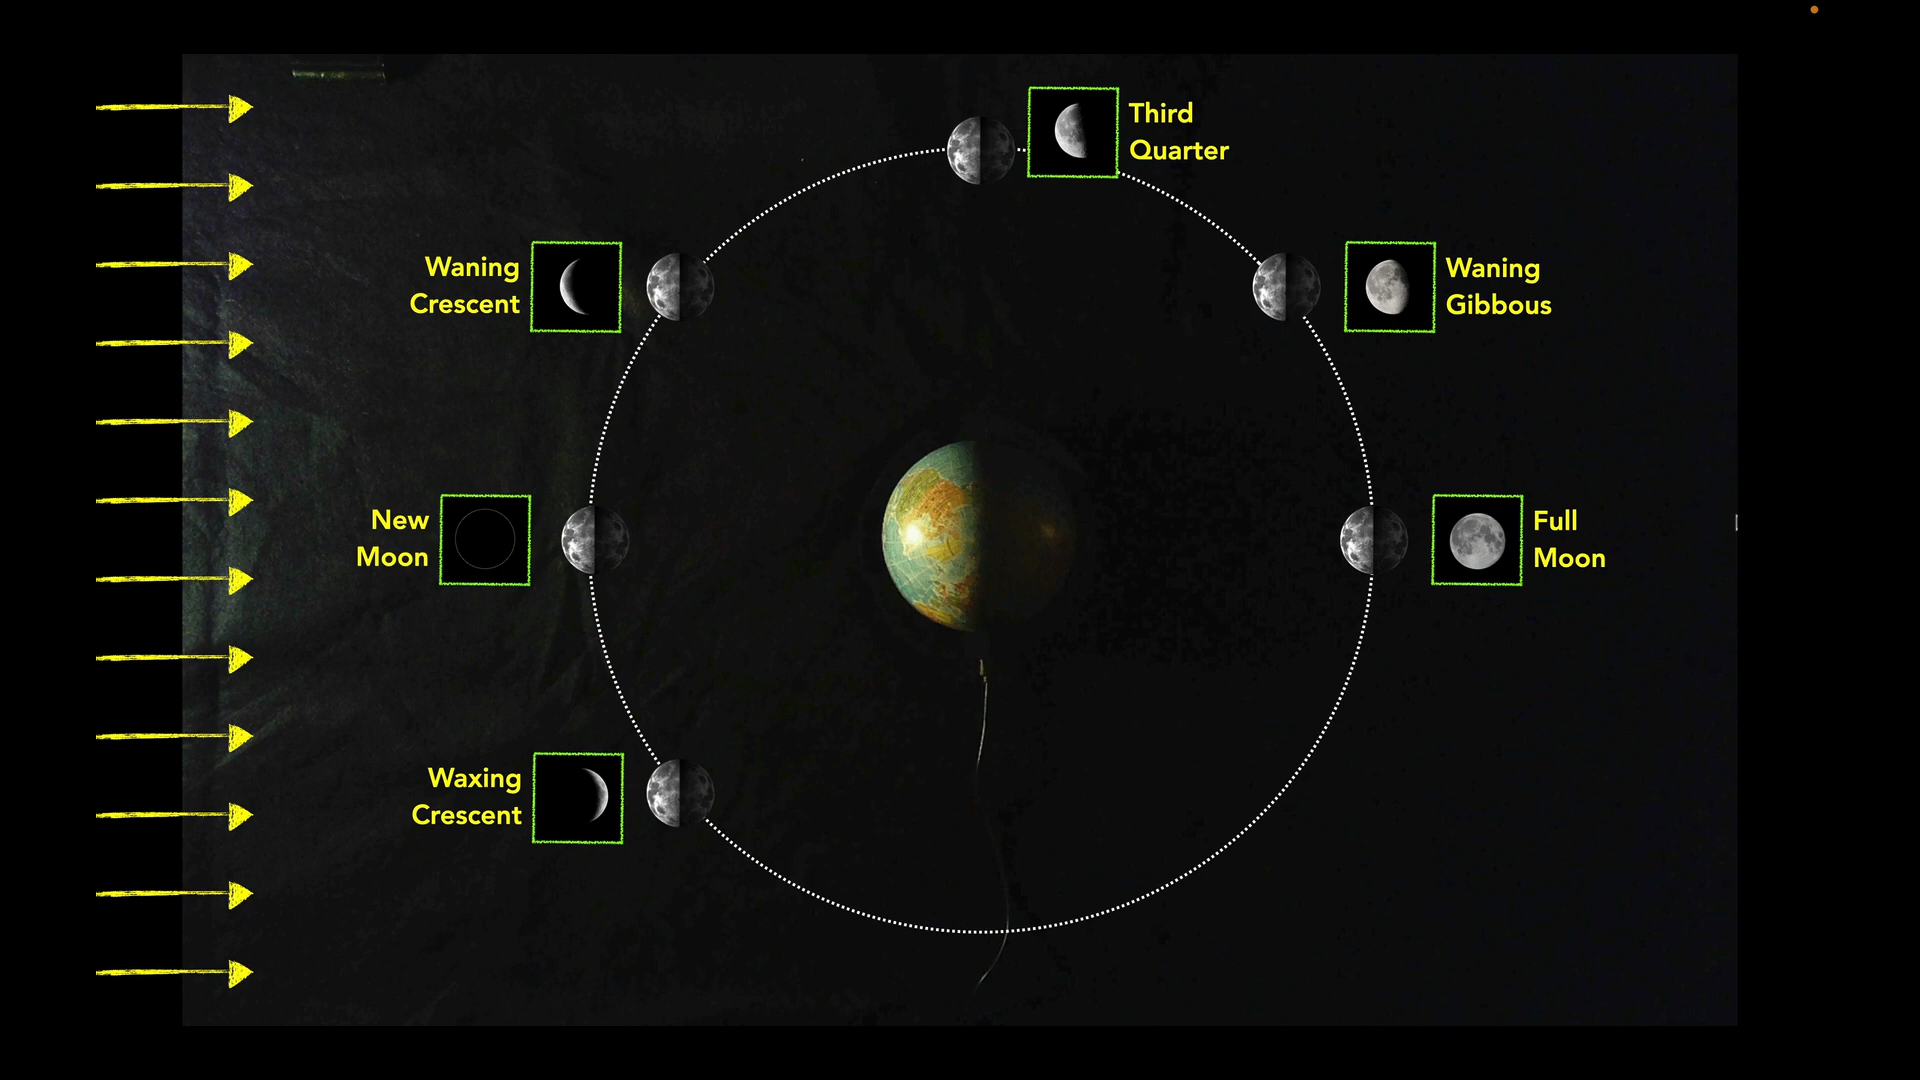 Third
Quarter
Waning
Crescent
Waning
Gibbous
New
Moon
Full
Moon
Waxing
Crescent